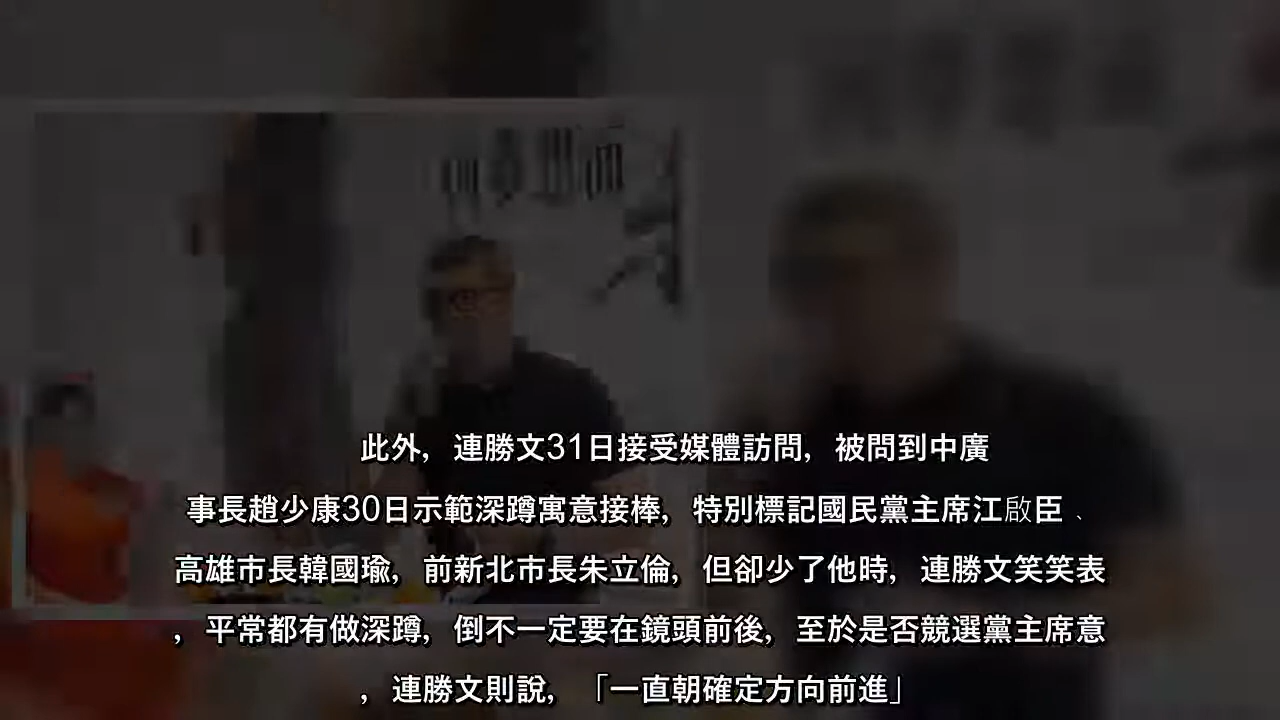 此外，連勝文31日接受媒體訪問，被問到中廣
事長趙少康30日示範深蹲寓意接棒，特別標記國民黨主席江啟臣、
高雄市長韓國瑜，前新北市長朱立倫，但卻少了他時，連勝文笑笑表
，平常都有做深蹲，倒不一定要在鏡頭前後，至於是否競選黨主席意
，連勝文則說，「一直朝確定方向前進」